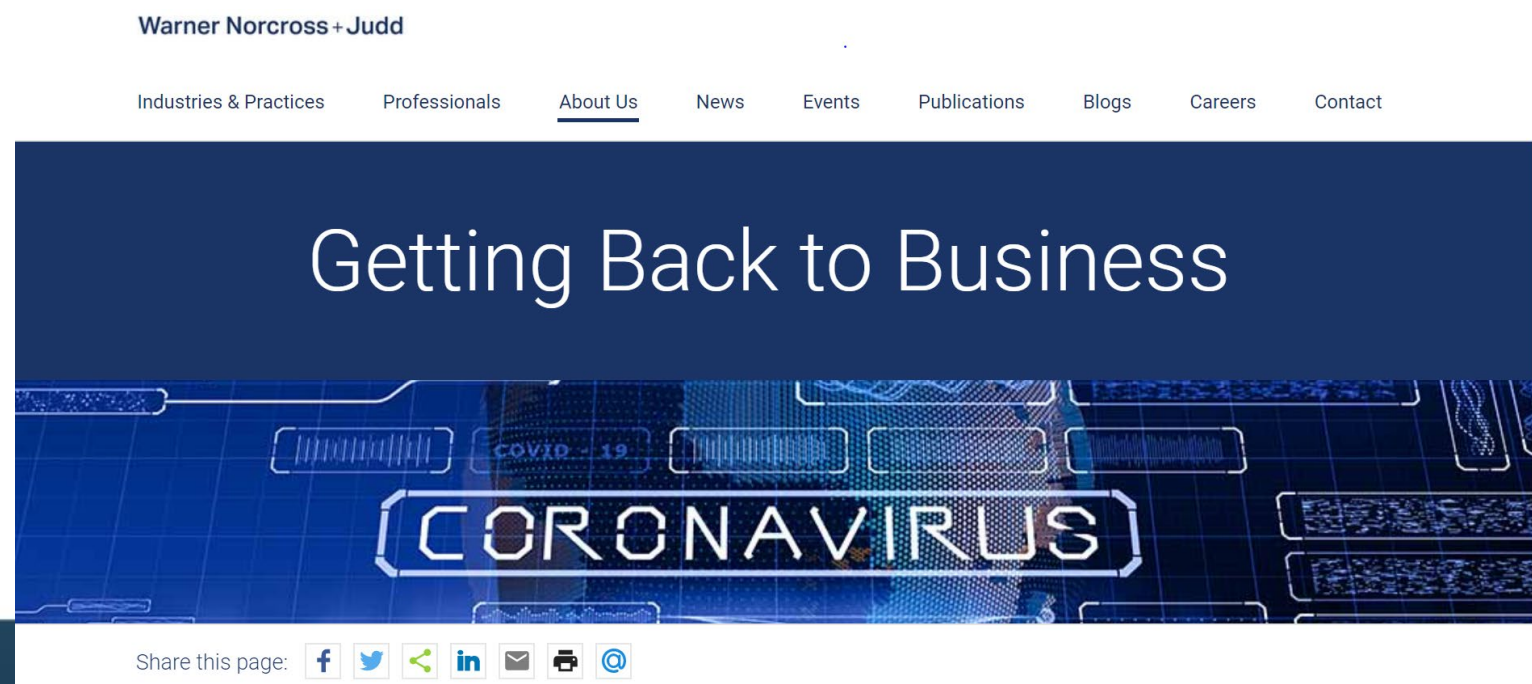 Warner Norcross+Judd
Industries & Practices Professionals About Us News Events Publications Blogs Careers Contact
Getting Back to Business
COVID - 19
CORONAVIRUS
Share this page: